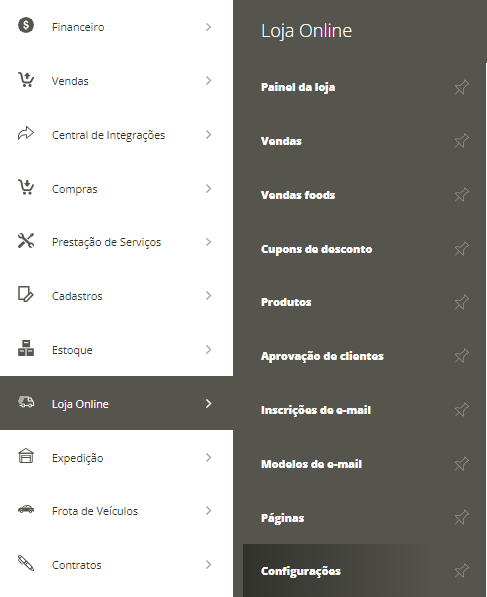 Financeiro
Vendas
Central de Integrações
Compras
Prestação de Serviços
Cadastros
Estoque
Loja Online
Expedição
Frota de Veículos
Contratos
Loja Online
Painel da loja
Vendas
Vendas foods
Cupons de desconto
Produtos
Aprovação de clientes
Inscrições de e-mail
Modelos de e-mail
Páginas
Configurações